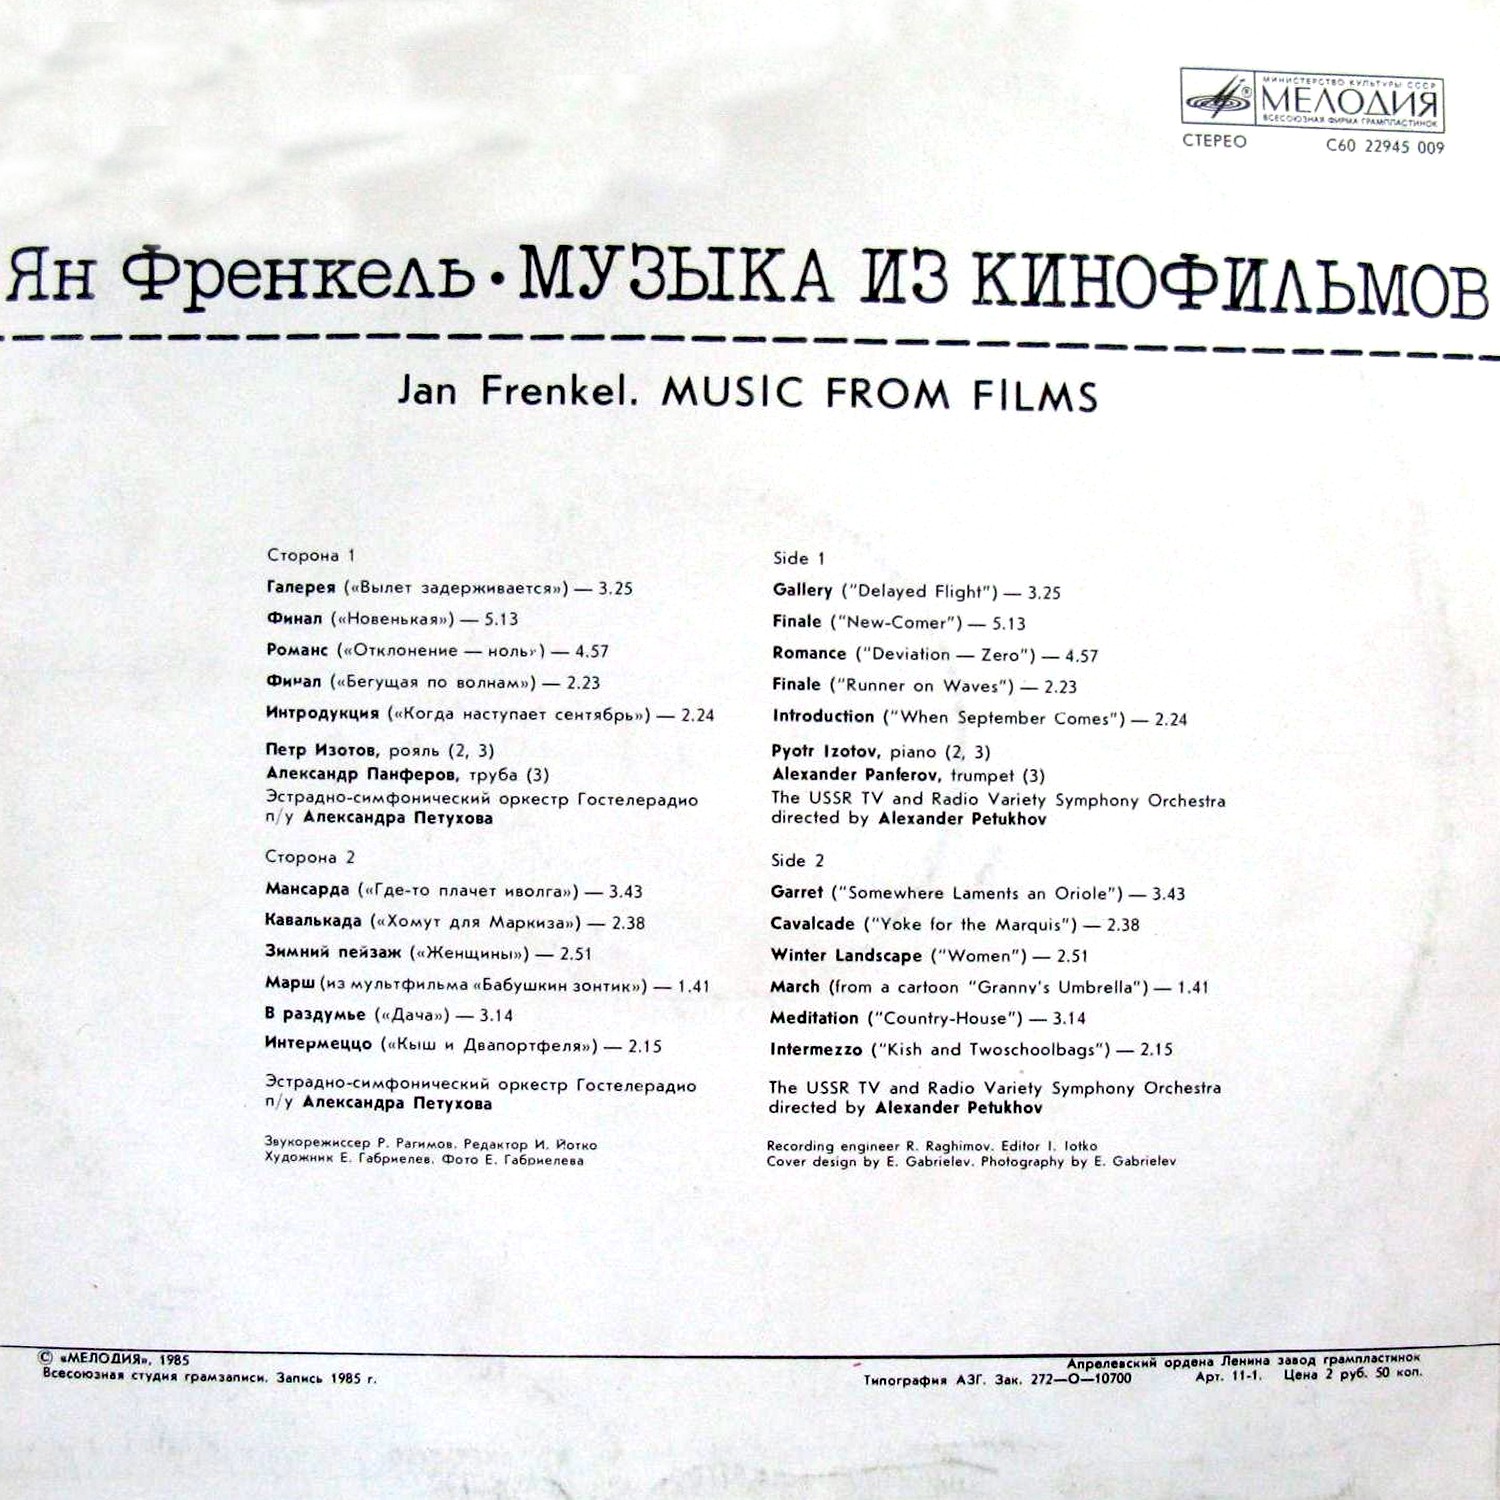 МИНИСТЕРСТВО КУЛЬТУРЫ СССР
МЕЛОДИЯ
ВСЕСОЮЗНАЯ ФИРМА ГРАМПЛАСТИНОК
СТЕРЕО С60 22945 009
Ян Френкель · МУЗЫКА ИЗ КИНОФИЛЬМОВ
Jan Frenkel. MUSIC FROM FILMS
Сторона 1
Галерея («Вылет задерживается») — 3.25
Финал («Новенькая») — 5.13
Романс («Отклонение — ноль») — 4.57
Финал («Бегущая по волнам») — 2.23
Интродукция («Когда наступает сентябрь») — 2.24
Петр Изотов, рояль (2, 3)
Александр Панферов, труба (3)
Эстрадно-симфонический оркестр Гостелерадио
п/у Александра Петухова
Сторона 2
Мансарда («Где-то плачет иволга») — 3.43
Кавалькада («Хомут для Маркиза») — 2.38
Зимний пейзаж («Женщины») — 2.51
Марш (из мультфильма «Бабушкин зонтик») — 1.41
В раздумье («Дача») — 3.14
Интермеццо («Кыш и Двапортфеля») — 2.15
Эстрадно-симфонический оркестр Гостелерадио
п/у Александра Петухова
Звукорежиссер Р. Рагимов. Редактор И. Йотко
Художник Е. Габриелев. Фото Е. Габриелева
Side 1
Gallery ("Delayed Flight") — 3.25
Finale ("New-Comer") — 5.13
Romance ("Deviation — Zero") — 4.57
Finale ("Runner on Waves") — 2.23
Introduction ("When September Comes") — 2.24
Pyotr Izotov, piano (2, 3)
Alexander Panferov, trumpet (3)
The USSR TV and Radio Variety Symphony Orchestra
directed by Alexander Petukhov
Side 2
Garret ("Somewhere Laments an Oriole") — 3.43
Cavalcade ("Yoke for the Marquis") — 2.38
Winter Landscape ("Women") — 2.51
March (from a cartoon "Granny's Umbrella") — 1.41
Meditation ("Country-House") — 3.14
Intermezzo ("Kish and Twoschoolbags") — 2.15
The USSR TV and Radio Variety Symphony Orchestra
directed by Alexander Petukhov
Recording engineer R. Raghimov. Editor I. Iotko
Cover design by E. Gabrielev. Photography by E. Gabrielev
© «МЕЛОДИЯ», 1985
Всесоюзная студия грамзаписи. Запись 1985 г.
Апрелевский ордена Ленина завод грампластинок
Типография АЗГ. Зак. 272—О—10700 Арт. 11-1. Цена 2 руб. 50 коп.